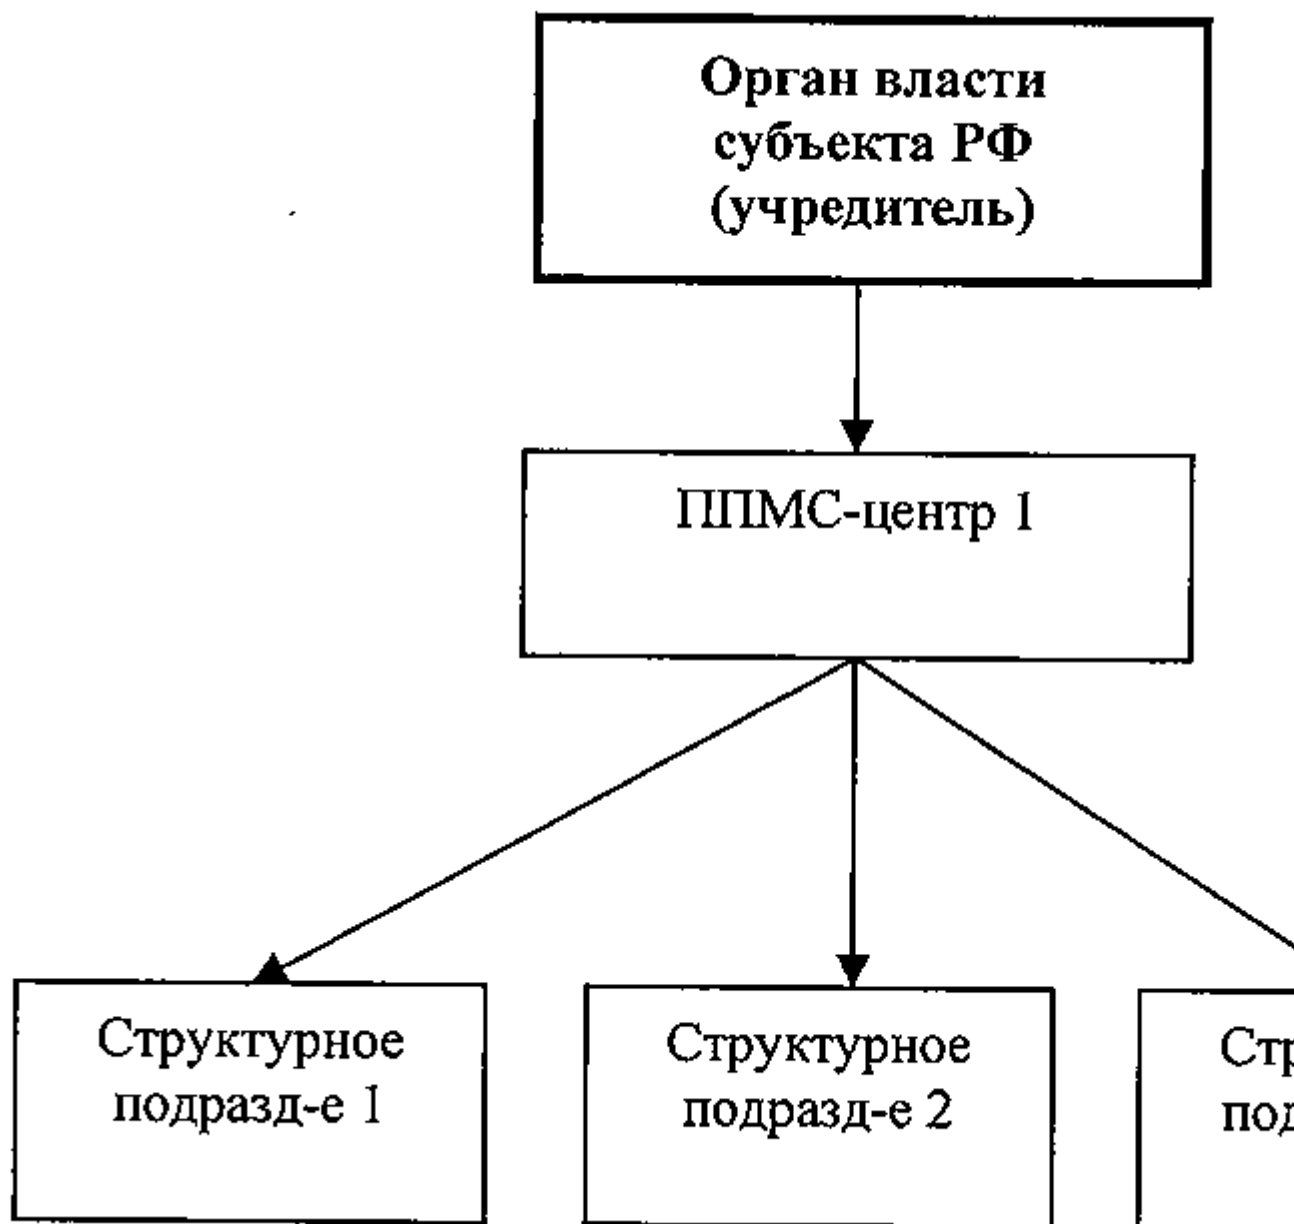 Орган власти
субъекта РФ
(учредитель)
ППМС-центр 1
Структурное
подразд-е 1
Структурное
подразд-е 2